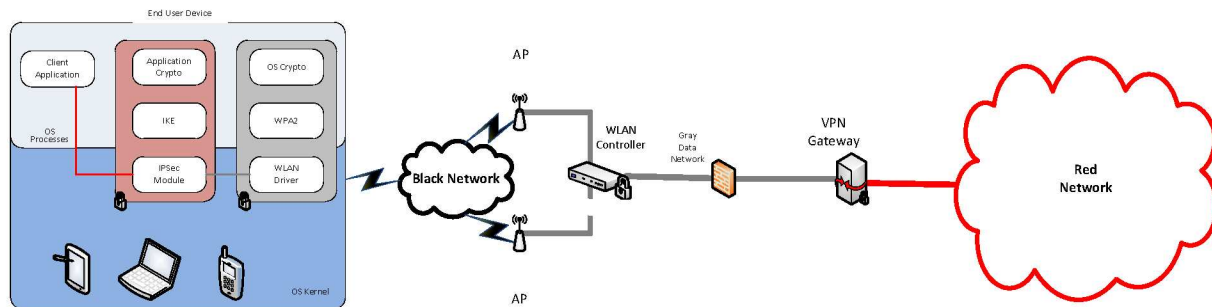 End User Device
Client
Application
Application
Crypto
OS Crypto
OS
Processes
IKE
WPA2
IPSec
Module
WLAN
Driver
OS Kernel
AP
Black Network
AP
WLAN
Controller
Gray
Data
Network
VPN
Gateway
Red
Network